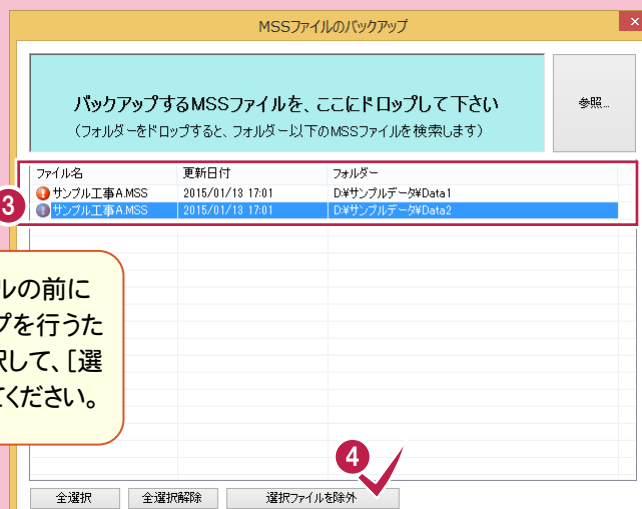 MSSファイルのバックアップ
×
バックアップするMSSファイルを、ここにドロップして下さい
(フォルダーをドロップすると、フォルダー以下のMSSファイルを検索します)
参照...
ファイル名 更新日付 フォルダー
サンプル工事A.MSS 2015/01/13 17:01 D:¥サンプルデータ¥Data1
サンプル工事A.MSS 2015/01/13 17:01 D:¥サンプルデータ¥Data2
3
ルの前に
プを行うた
択して、[選
てください。
4
全選択 全選択解除 選択ファイルを除外